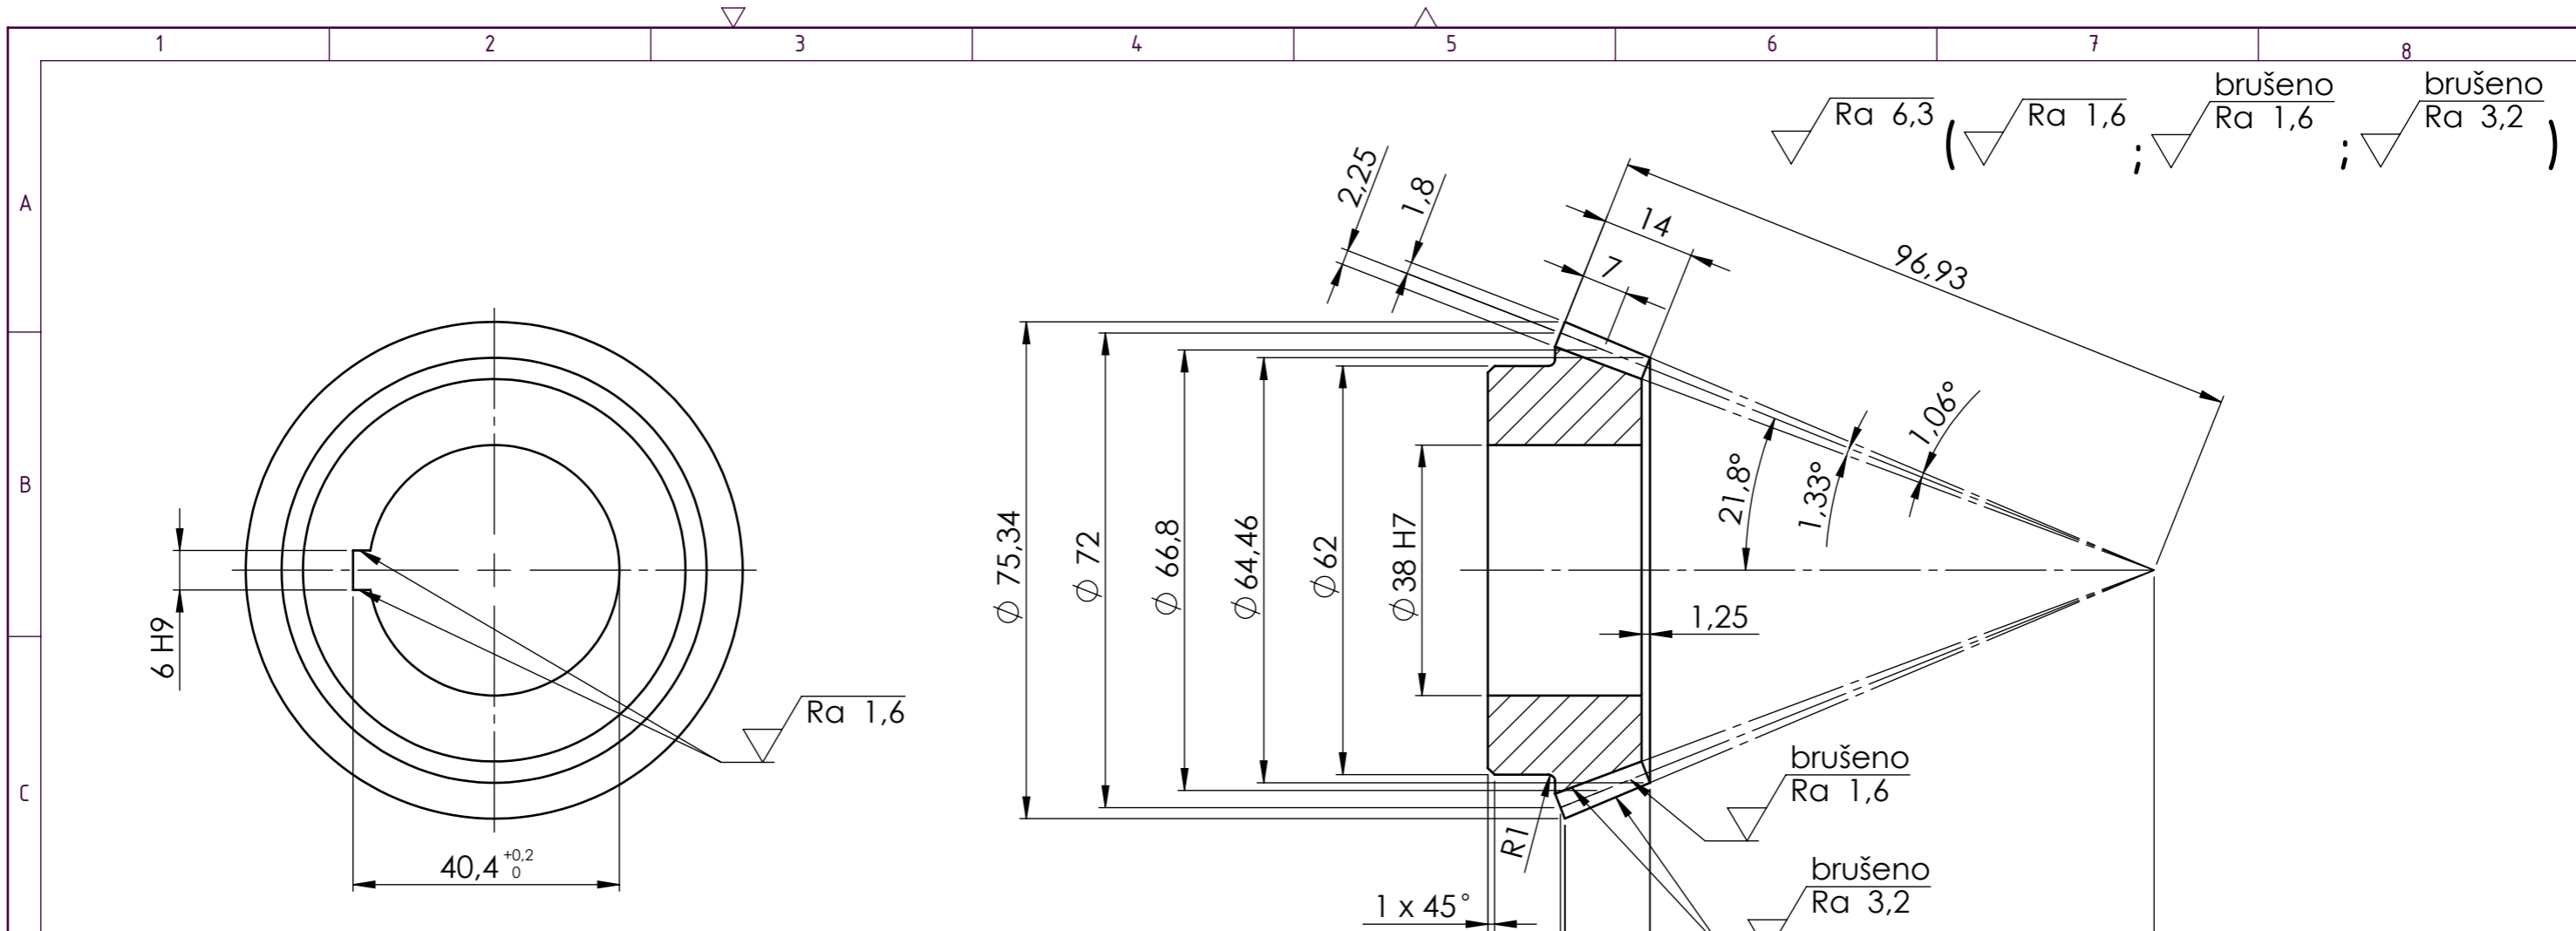 1 2 3 4 5 6 7 8
A
B
C
Ra 6,3 ( Ra 1,6 ; brušeno Ra 1,6 ; brušeno Ra 3,2 )
2,25
1,8
14
7
96,93
1,06°
1,33°
21,8°
⌀ 75,34
⌀ 72
⌀ 66,8
⌀ 64,46
⌀ 62
⌀ 38 H7
1,25
6 H9
Ra 1,6
40,4 +0,2 0
brušeno
Ra 1,6
R1
brušeno
Ra 3,2
1 x 45°